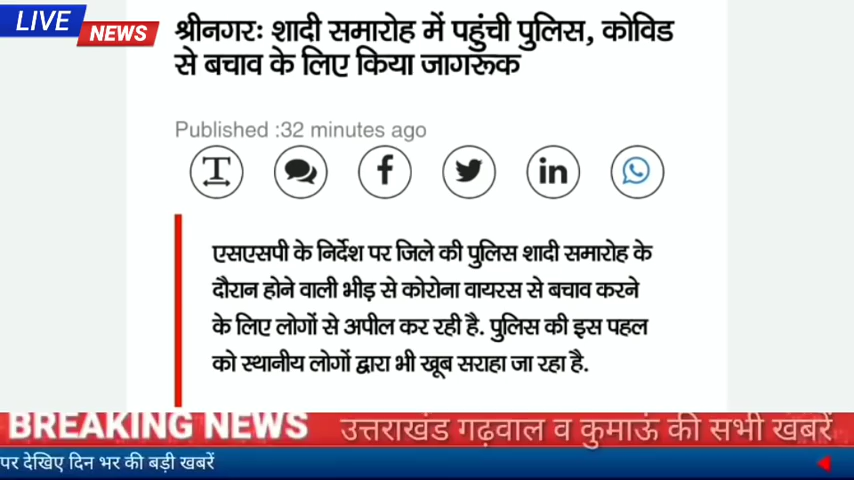 LIVE
NEWS
श्रीनगरः शादी समारोह में पहुंची पुलिस, कोविड
से बचाव के लिए किया जागरूक
Published :32 minutes ago
एसएसपी के निर्देश पर जिले की पुलिस शादी समारोह के
दौरान होने वाली भीड़ से कोरोना वायरस से बचाव करने
के लिए लोगों से अपील कर रही है. पुलिस की इस पहल
को स्थानीय लोगों द्वारा भी खूब सराहा जा रहा है.
BREAKING NEWS उत्तराखंड गढ़वाल व कुमाऊं की सभी खबरें
पर देखिए दिन भर की बड़ी खबरें